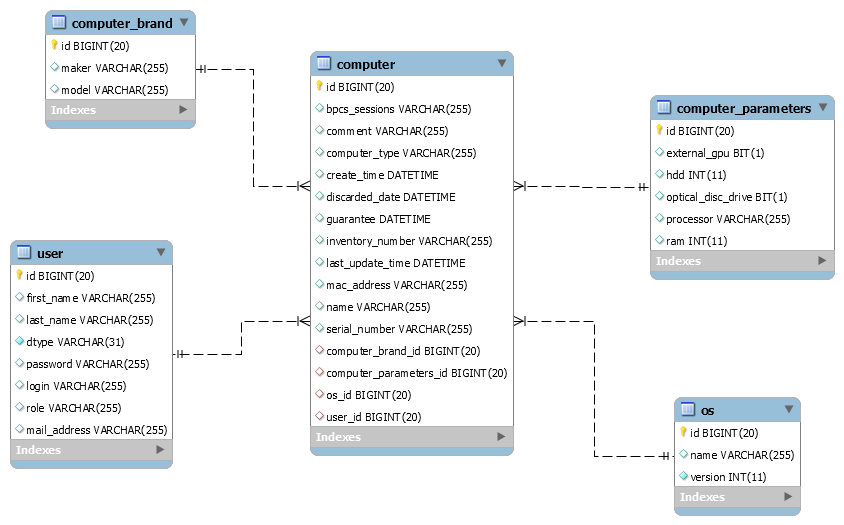 computer_brand
id BIGINT(20)
maker VARCHAR(255)
model VARCHAR(255)
Indexes
computer
id BIGINT(20)
bpcs_sessions VARCHAR(255)
comment VARCHAR(255)
computer_type VARCHAR(255)
create_time DATETIME
discarded_date DATETIME
guarantee DATETIME
inventory_number VARCHAR(255)
last_update_time DATETIME
mac_address VARCHAR(255)
name VARCHAR(255)
serial_number VARCHAR(255)
computer_brand_id BIGINT(20)
computer_parameters_id BIGINT(20)
os_id BIGINT(20)
user_id BIGINT(20)
Indexes
computer_parameters
id BIGINT(20)
external_gpu BIT(1)
hdd INT(11)
optical_disc_drive BIT(1)
processor VARCHAR(255)
ram INT(11)
Indexes
user
id BIGINT(20)
first_name VARCHAR(255)
last_name VARCHAR(255)
dtype VARCHAR(31)
password VARCHAR(255)
login VARCHAR(255)
role VARCHAR(255)
mail_address VARCHAR(255)
Indexes
os
id BIGINT(20)
name VARCHAR(255)
version INT(11)
Indexes